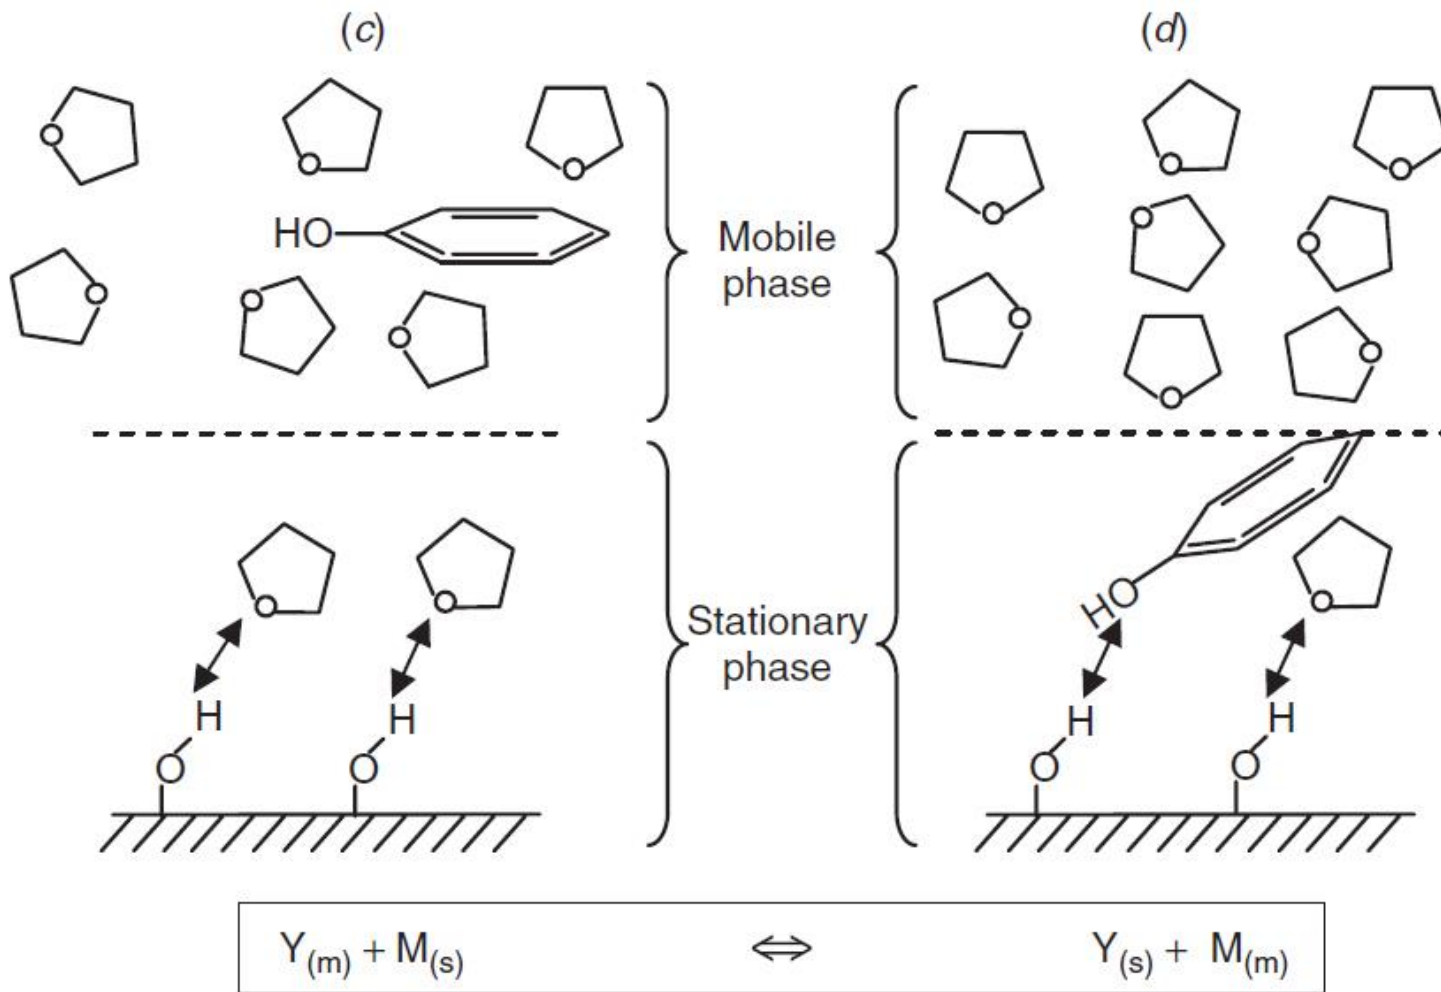 (c) (d)
HO
Mobile
phase
O O O O O O
O O O O O O O O
Stationary
phase
O O O
HO
H H H H
O O O O
Y(m) + M(s) ⇔ Y(s) + M(m)